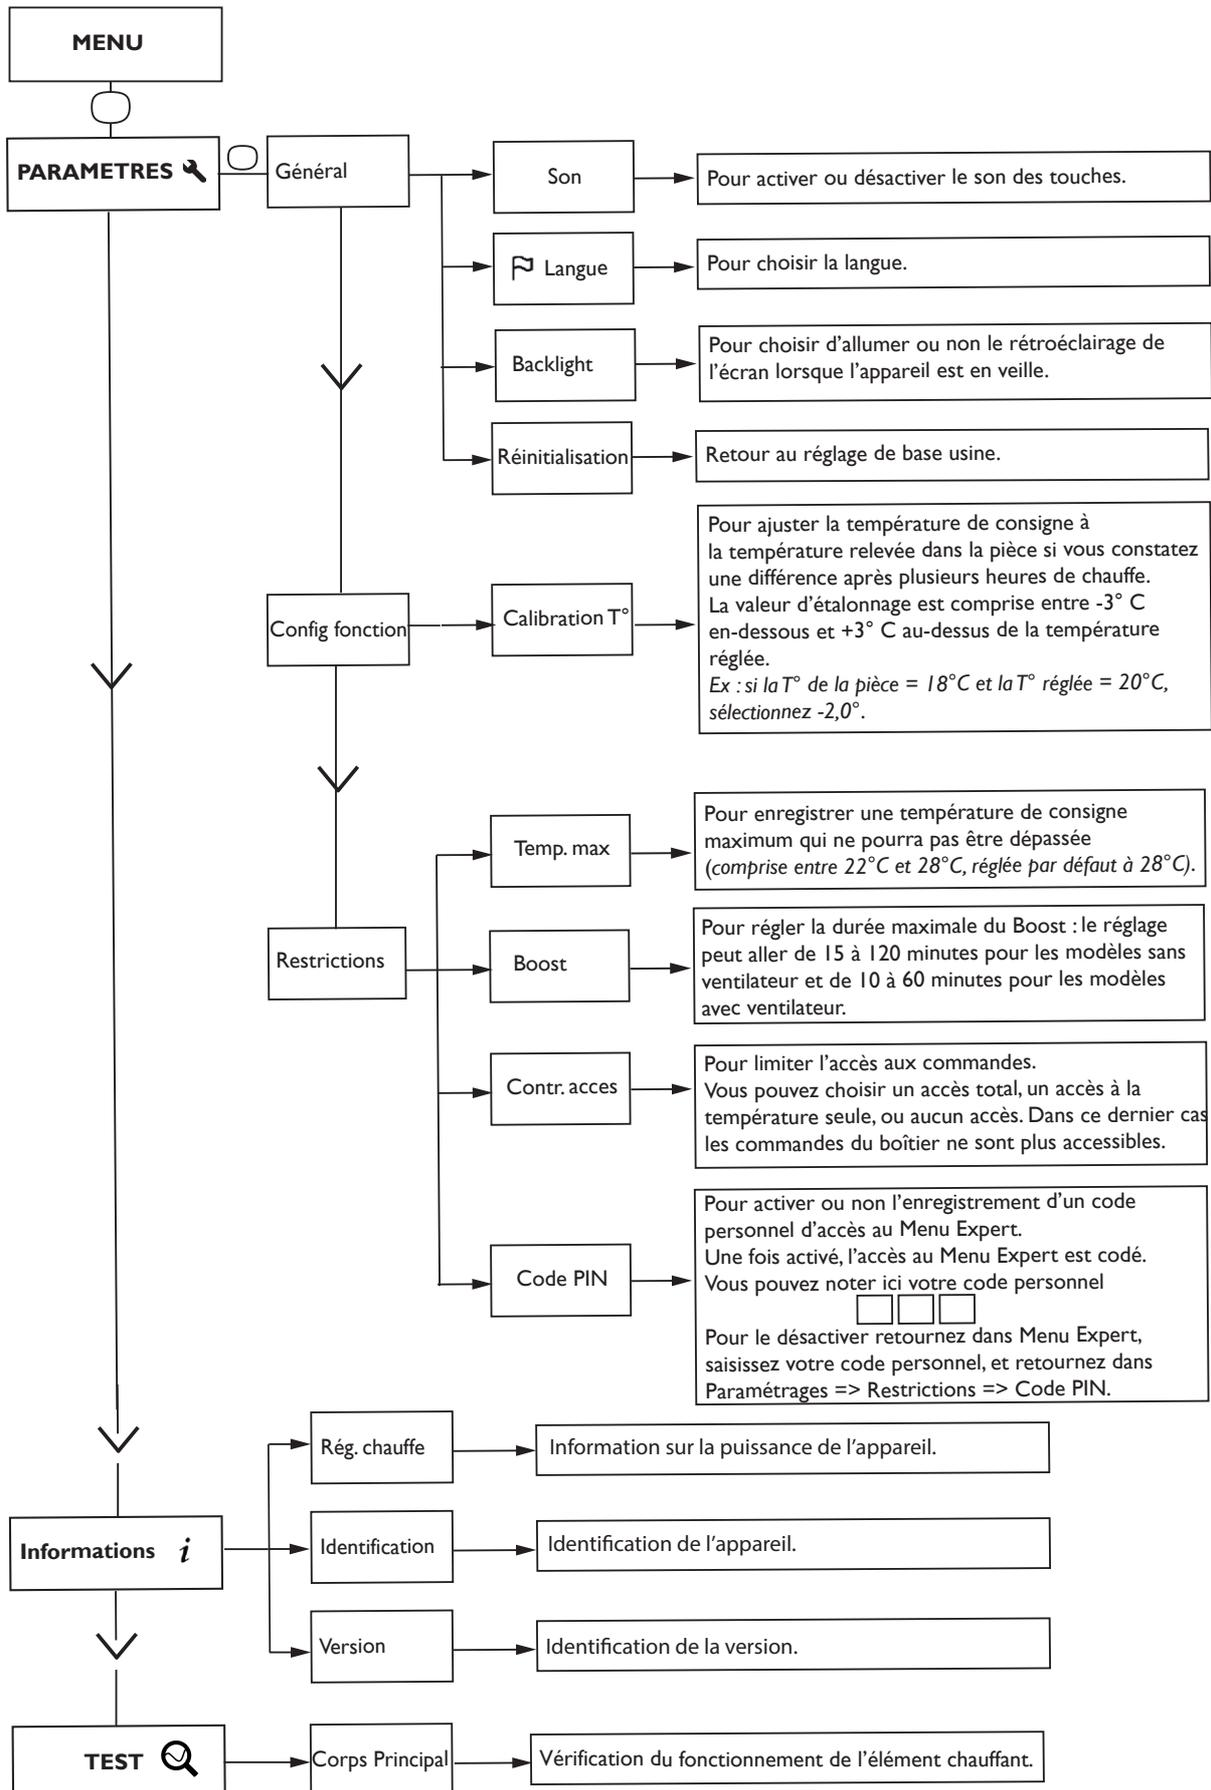 MENU
PARAMETRES
Général
Son
Pour activer ou désactiver le son des touches.
Langue
Pour choisir la langue.
Backlight
Pour choisir d'allumer ou non le rétroéclairage de
l'écran lorsque l'appareil est en veille.
Réinitialisation
Retour au réglage de base usine.
Config fonction
Calibration T°
Pour ajuster la température de consigne à
la température relevée dans la pièce si vous constatez
une différence après plusieurs heures de chauffe.
La valeur d'étalonnage est comprise entre -3° C
en-dessous et +3° C au-dessus de la température
réglée.
Ex : si la T° de la pièce = 18°C et la T° réglée = 20°C,
sélectionnez -2,0°.
Restrictions
Temp. max
Pour enregistrer une température de consigne
maximum qui ne pourra pas être dépassée
(comprise entre 22°C et 28°C, réglée par défaut à 28°C).
Boost
Pour régler la durée maximale du Boost : le réglage
peut aller de 15 à 120 minutes pour les modèles sans
ventilateur et de 10 à 60 minutes pour les modèles
avec ventilateur.
Contr. acces
Pour limiter l'accès aux commandes.
Vous pouvez choisir un accès total, un accès à la
température seule, ou aucun accès. Dans ce dernier cas
les commandes du boîtier ne sont plus accessibles.
Code PIN
Pour activer ou non l'enregistrement d'un code
personnel d'accès au Menu Expert.
Une fois activé, l'accès au Menu Expert est codé.
Vous pouvez noter ici votre code personnel
Pour le désactiver retournez dans Menu Expert,
saisissez votre code personnel, et retournez dans
Paramétrages => Restrictions => Code PIN.
Informations i
Rég. chauffe
Information sur la puissance de l'appareil.
Identification
Identification de l'appareil.
Version
Identification de la version.
TEST
Corps Principal
Vérification du fonctionnement de l'élément chauffant.